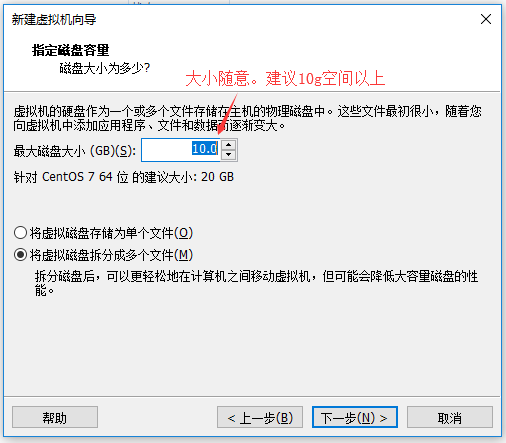 新建虚拟机向导
指定磁盘容量
磁盘大小为多少?
大小随意。建议10g空间以上
虚拟机的硬盘作为一个或多个文件存储在主机的物理磁盘中。这些文件最初很小，随着您
向虚拟机中添加应用程序、文件和数据而逐渐变大。
最大磁盘大小 (GB)(S): 10.0
针对 CentOS 7 64 位 的建议大小: 20 GB
将虚拟磁盘存储为单个文件(O)
将虚拟磁盘拆分成多个文件(M)
拆分磁盘后，可以更轻松地在计算机之间移动虚拟机，但可能会降低大容量磁盘的性
能。
帮助 < 上一步(B) 下一步(N) > 取消